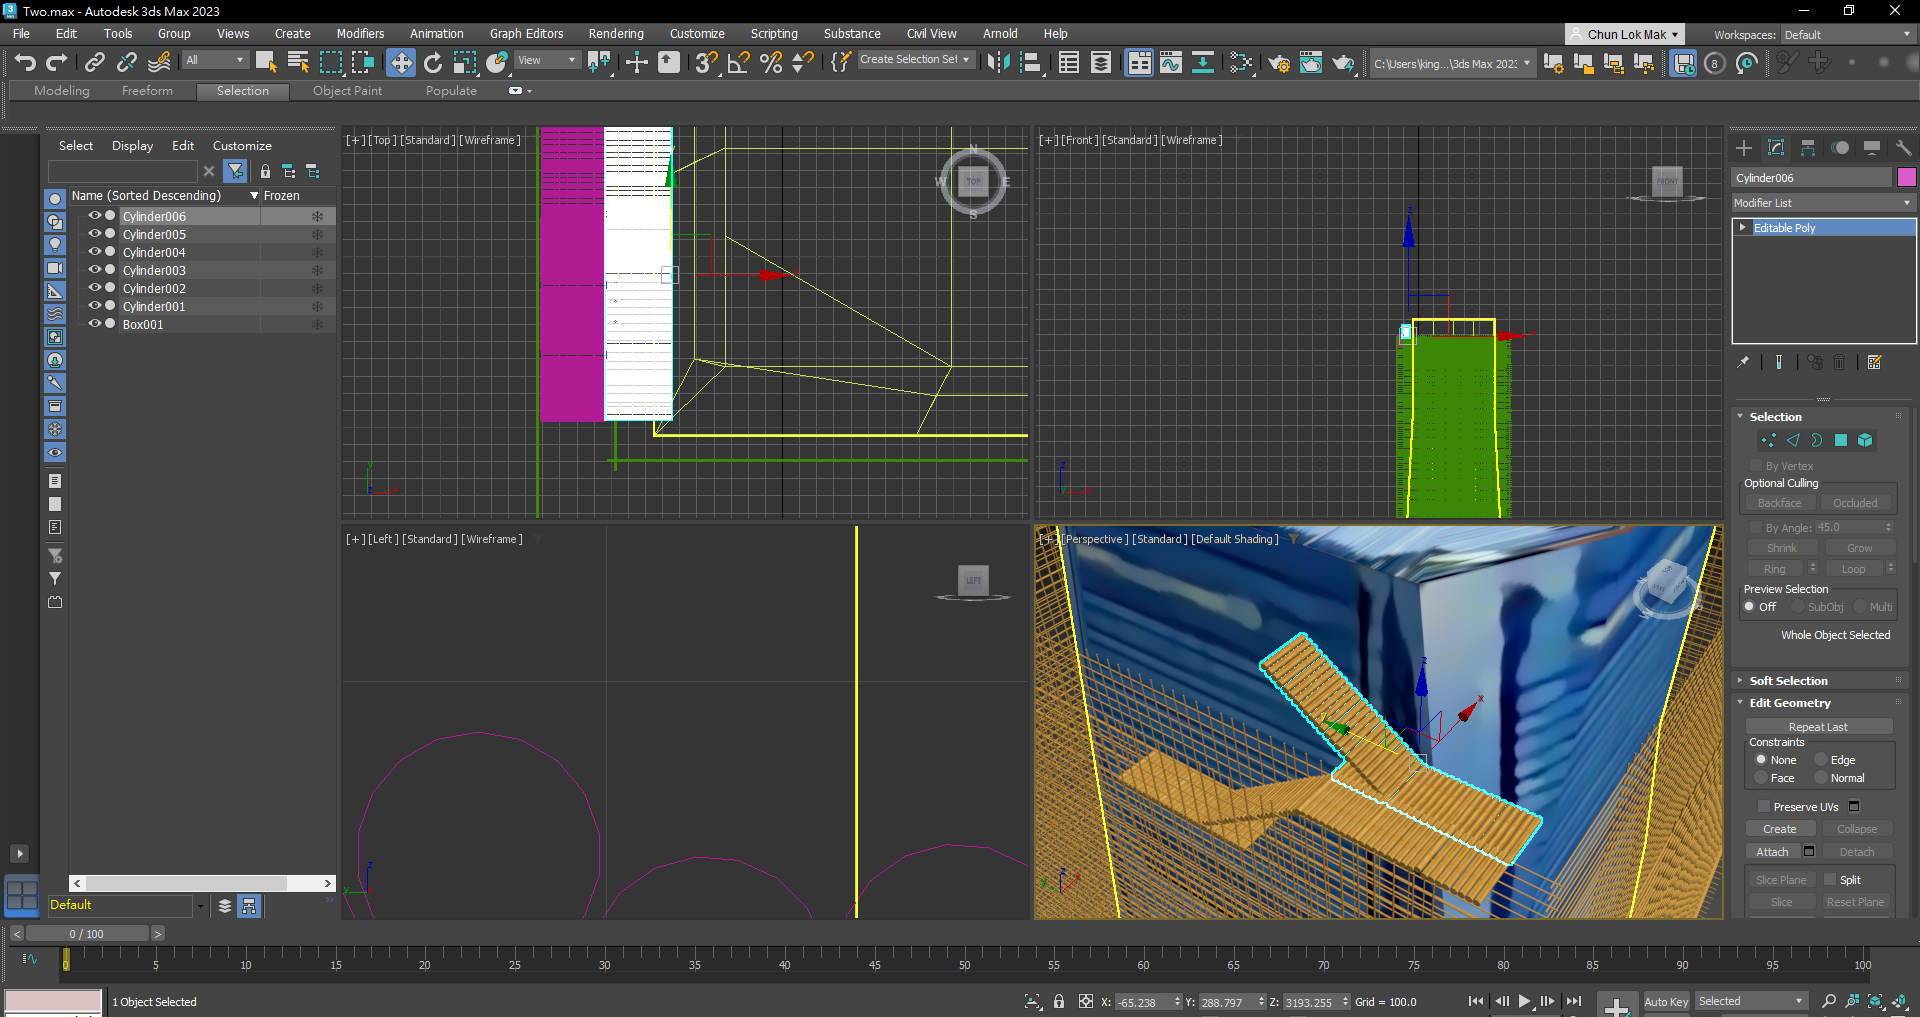 Two.max - Autodesk 3ds Max 2023
File Edit Tools Group Views Create Modifiers Animation Graph Editors Rendering Customize Scripting Substance Civil View Arnold Help
Chun Lok Mak Workspaces: Default
All View Create Selection Set C:\Users\king...\3ds Max 2023
Modeling Freeform Selection Object Paint Populate
Select Display Edit Customize
Name (Sorted Descending) Frozen
Cylinder006
Cylinder005
Cylinder004
Cylinder003
Cylinder002
Cylinder001
Box001
Default
[+] [Top] [Standard] [Wireframe]
N
W TOP E
S
[+] [Front] [Standard] [Wireframe]
FRONT
[+] [Left] [Standard] [Wireframe]
LEFT
[+] [Perspective] [Standard] [Default Shading]
Cylinder006
Modifier List
Editable Poly
Selection
By Vertex
Optional Culling
Backface Occluded
By Angle: 45.0
Shrink Grow
Ring Loop
Preview Selection
Off SubObj Multi
Whole Object Selected
Soft Selection
Edit Geometry
Repeat Last
Constraints
None Edge
Face Normal
Preserve UVs
Create Collapse
Attach Detach
Slice Plane Split
Slice Reset Plane
0 / 100
0 5 10 15 20 25 30 35 40 45 50 55 60 65 70 75 80 85 90 95 100
1 Object Selected X: -65.238 Y: 288.797 Z: 3193.255 Grid = 100.0 Auto Key Selected